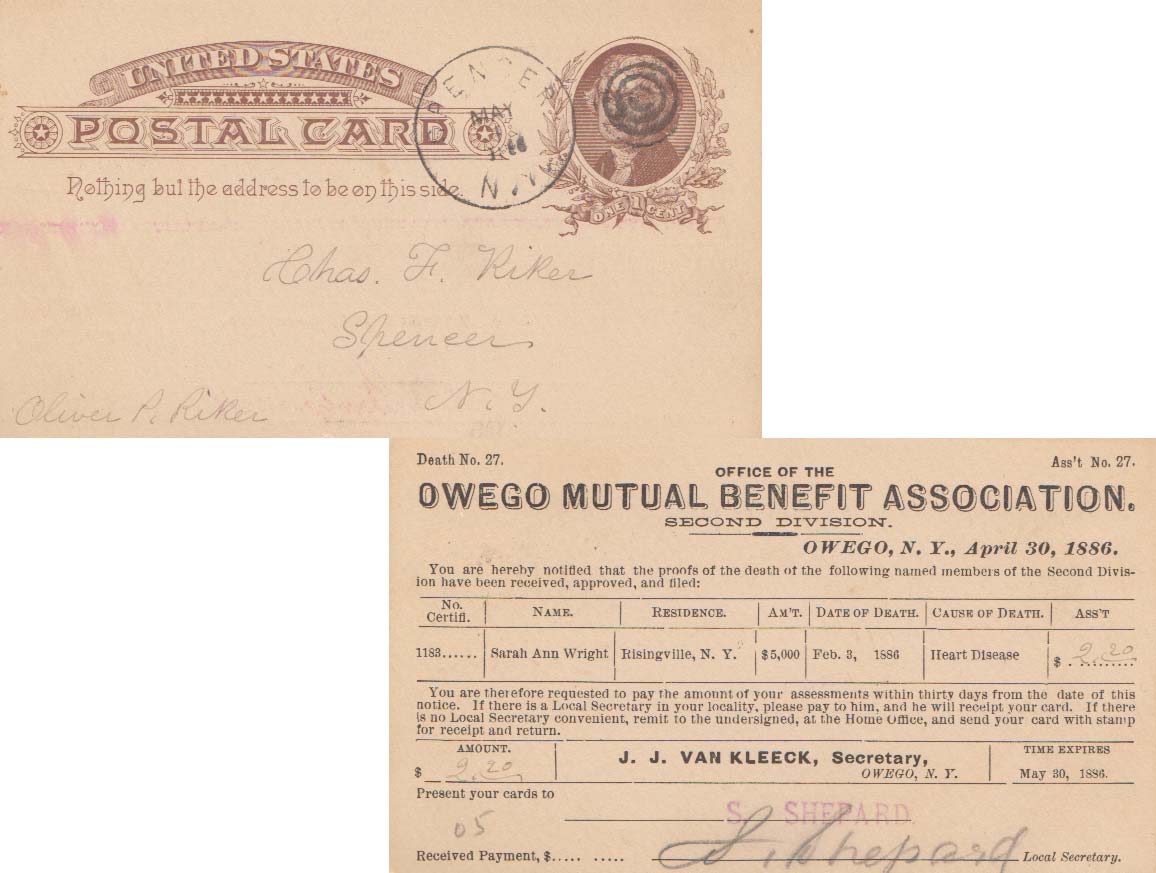 UNITED STATES
POSTAL CARD
SPENCER
MAY
1
1886
N.Y.
Nothing but the address to be on this side.
ONE 1 CENT
Chas. F. Riker
Spencer
N.Y.
Oliver P. Riker
Death No. 27.
Ass't No. 27.
OFFICE OF THE
OWEGO MUTUAL BENEFIT ASSOCIATION.
SECOND DIVISION.
OWEGO, N. Y., April 30, 1886.
You are hereby notified that the proofs of the death of the following named members of the Second Divis-
ion have been received, approved, and filed:
No. Certifi. NAME. RESIDENCE. AM'T. DATE OF DEATH. CAUSE OF DEATH. ASS'T
1183...... Sarah Ann Wright Risingville, N. Y. $5,000 Feb. 3, 1886 Heart Disease $ 2.20
You are therefore requested to pay the amount of your assessments within thirty days from the date of this
notice. If there is a Local Secretary in your locality, please pay to him, and he will receipt your card. If there
is no Local Secretary convenient, remit to the undersigned, at the Home Office, and send your card with stamp
for receipt and return.
AMOUNT.
$ 2.20
J. J. VAN KLEECK, Secretary,
OWEGO, N. Y.
TIME EXPIRES
May 30, 1886.
Present your cards to
S. SHEPARD
05
Received Payment, $..... ..... S. Shepard Local Secretary.